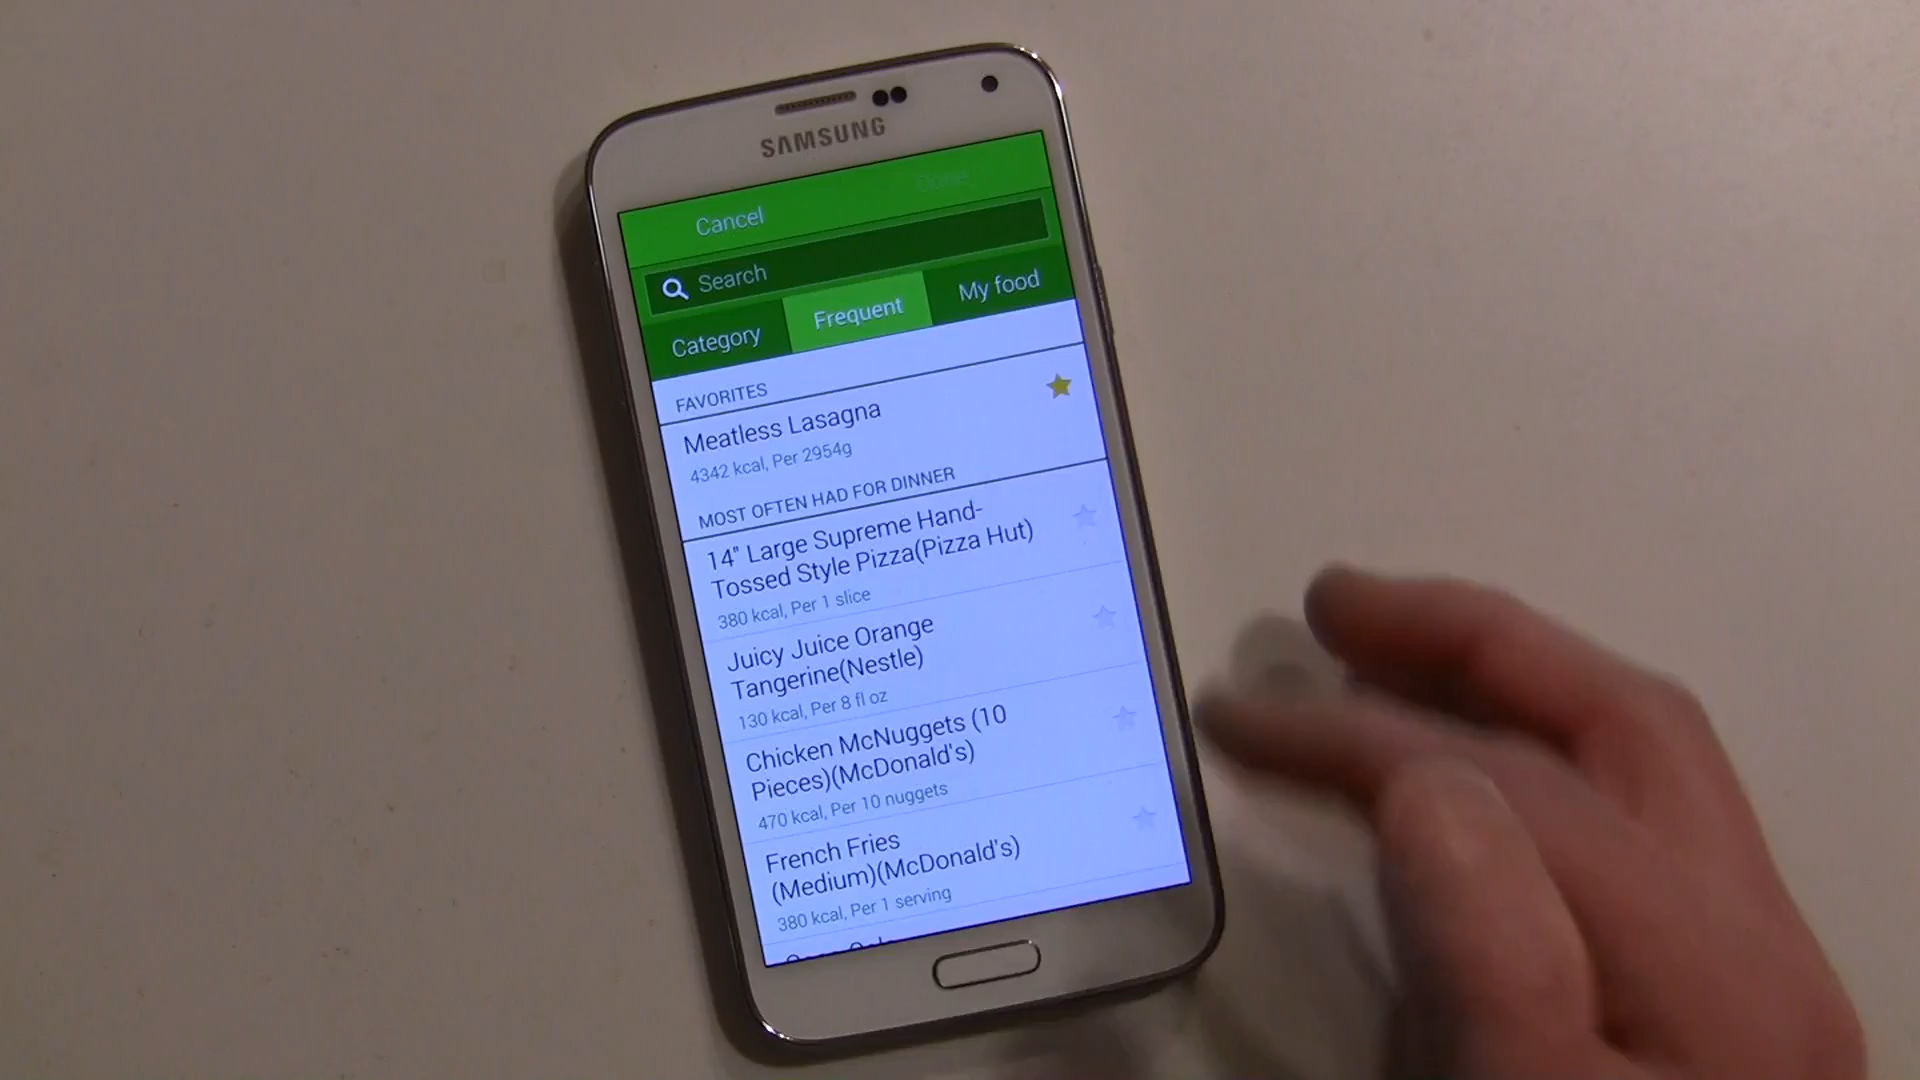 SAMSUNG
Cancel
Done
Search
Category
Frequent
My food
FAVORITES
Meatless Lasagna
4342 kcal, Per 2954g
MOST OFTEN HAD FOR DINNER
14" Large Supreme Hand-
Tossed Style Pizza(Pizza Hut)
380 kcal, Per 1 slice
Juicy Juice Orange
Tangerine(Nestle)
130 kcal, Per 8 fl oz
Chicken McNuggets (10
Pieces)(McDonald's)
470 kcal, Per 10 nuggets
French Fries
(Medium)(McDonald's)
380 kcal, Per 1 serving